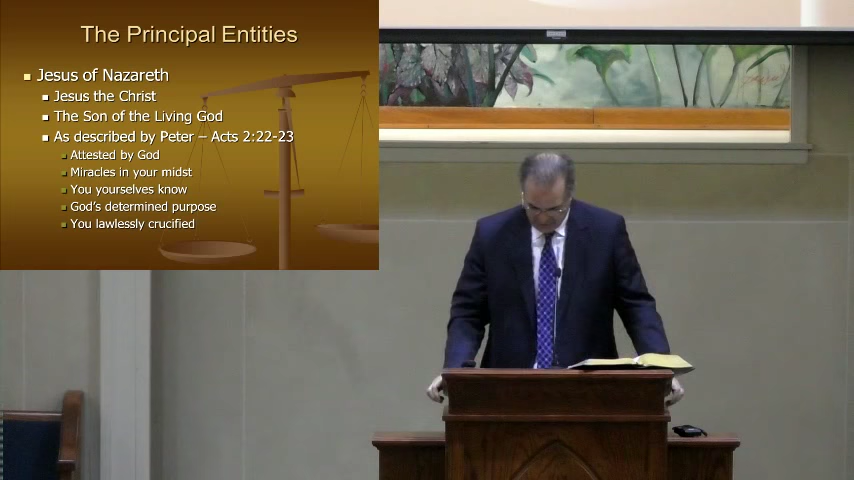 The Principal Entities
Jesus of Nazareth
Jesus the Christ
The Son of the Living God
As described by Peter – Acts 2:22-23
Attested by God
Miracles in your midst
You yourselves know
God's determined purpose
You lawlessly crucified